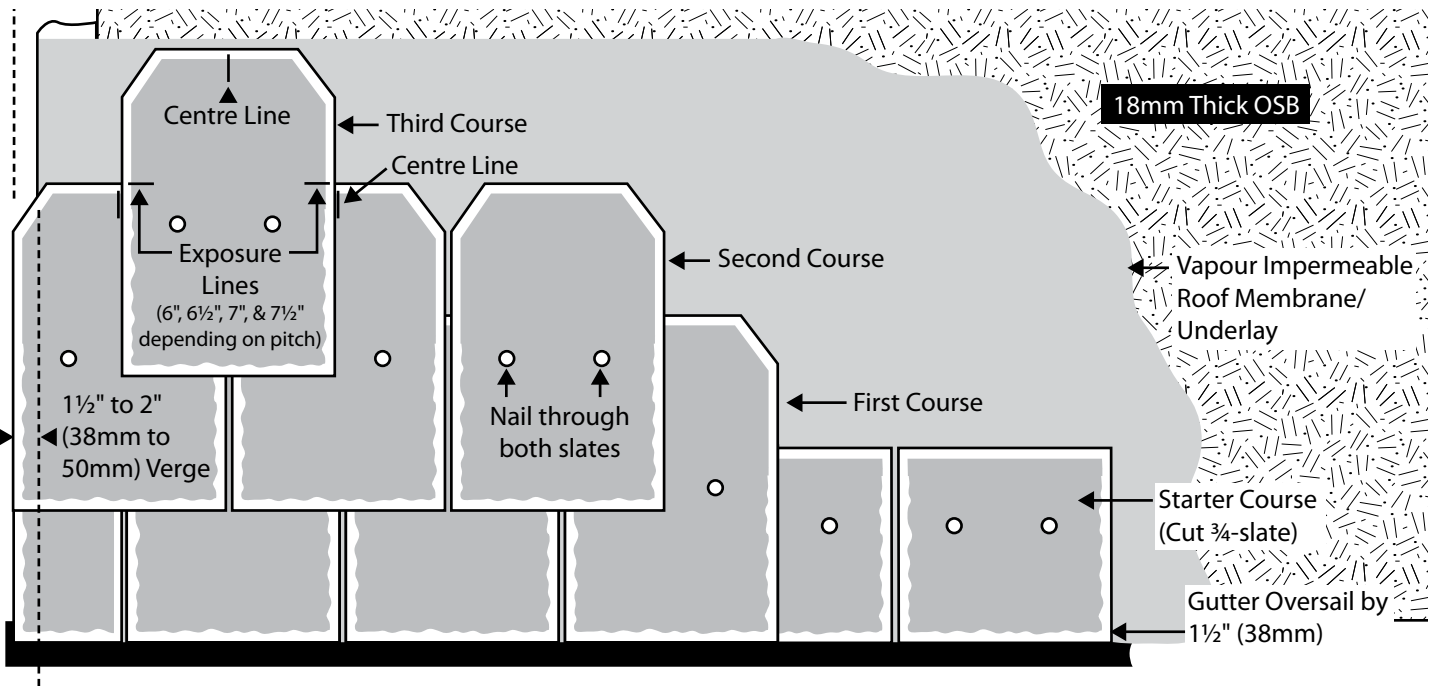 18mm Thick OSB
Centre Line
Third Course
Centre Line
Exposure
Lines
(6", 6½", 7", & 7½"
depending on pitch)
Second Course
Vapour Impermeable
Roof Membrane/
Underlay
1½" to 2"
(38mm to
50mm) Verge
Nail through
both slates
First Course
Starter Course
(Cut ¾-slate)
Gutter Oversail by
1½" (38mm)